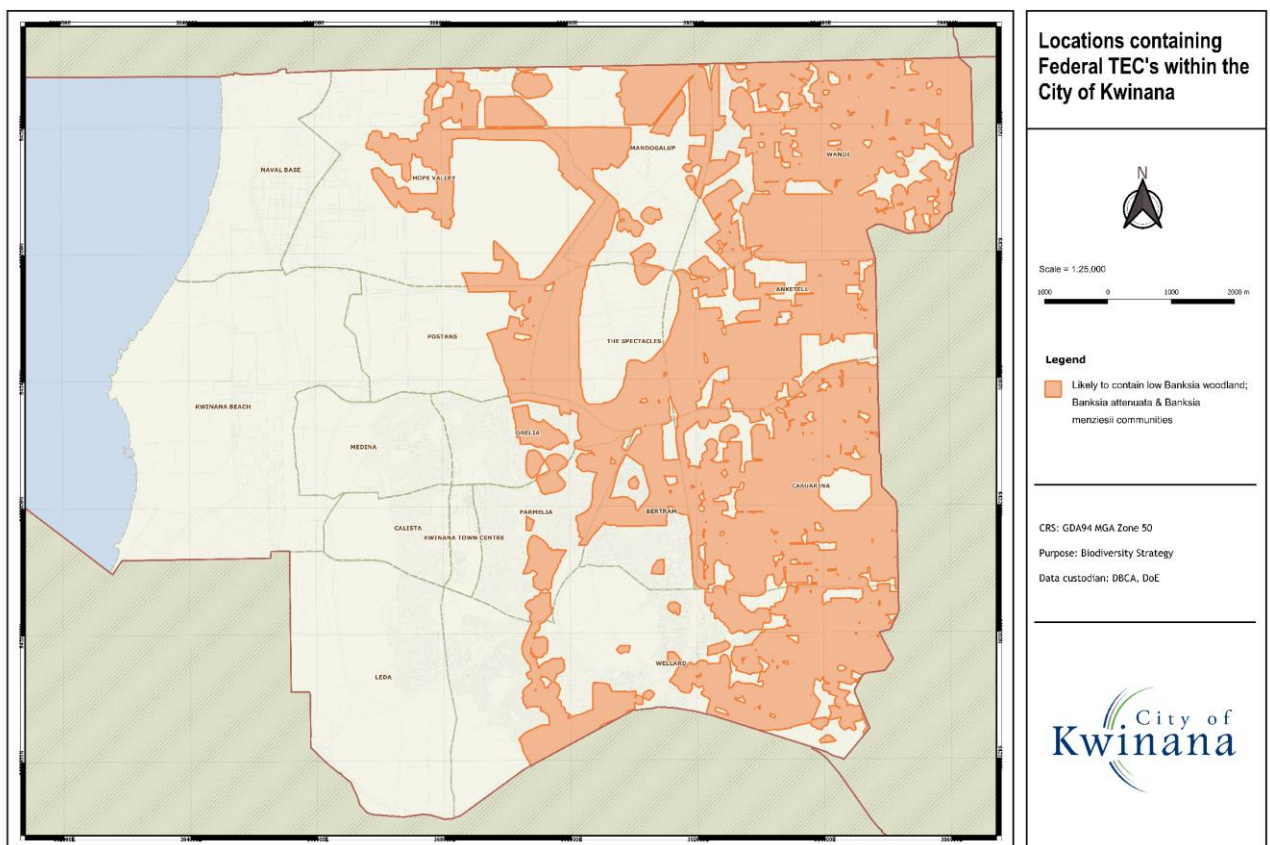 Locations containing
Federal TEC's within the
City of Kwinana
N
Scale = 1:25,000
1000 0 1000 2000 m
Legend
Likely to contain low Banksia woodland;
Banksia attenuata & Banksia
menziesii communities
CRS: GDA94 MGA Zone 50
Purpose: Biodiversity Strategy
Data custodian: DBCA, DoE
City of
Kwinana
MANDOGALUP
WANDI
NAVAL BASE
HOPE VALLEY
ANKETELL
POSTANS
THE SPECTACLES
KWINANA BEACH
ORELIA
MEDINA
CASUARINA
PARMELIA
BERTRAM
CALISTA
KWINANA TOWN CENTRE
WELLARD
LEDA